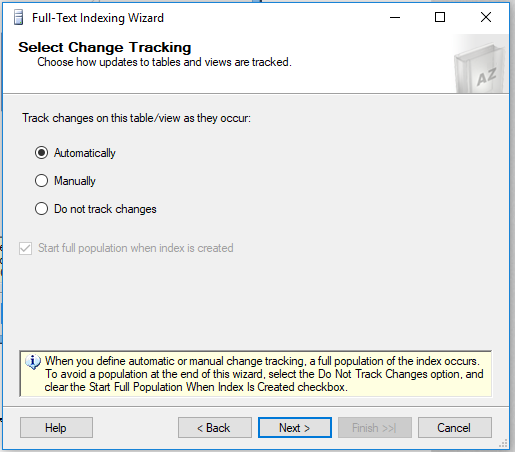 Full-Text Indexing Wizard
Select Change Tracking
Choose how updates to tables and views are tracked.
AZ
Track changes on this table/view as they occur:
Automatically
Manually
Do not track changes
Start full population when index is created
When you define automatic or manual change tracking, a full population of the index occurs.
To avoid a population at the end of this wizard, select the Do Not Track Changes option, and
clear the Start Full Population When Index Is Created checkbox.
Help
< Back
Next >
Finish >>|
Cancel